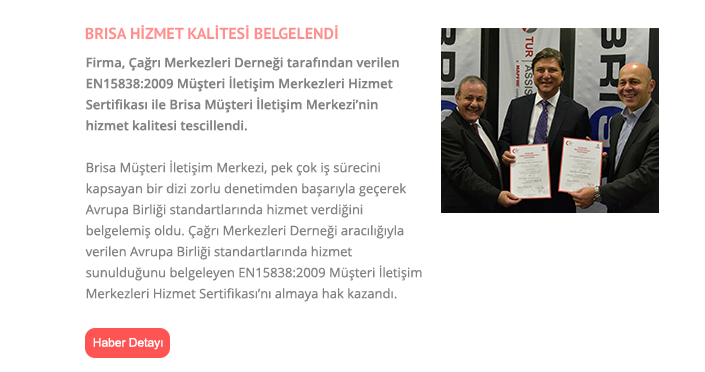 BRISA HİZMET KALİTESİ BELGELENDİ
Firma, Çağrı Merkezleri Derneği tarafından verilen
EN15838:2009 Müşteri İletişim Merkezleri Hizmet
Sertifikası ile Brisa Müşteri İletişim Merkezi’nin
hizmet kalitesi tescillendi.
Brisa Müşteri İletişim Merkezi, pek çok iş sürecini
kapsayan bir dizi zorlu denetimden başarıyla geçerek
Avrupa Birliği standartlarında hizmet verdiğini
belgelemiş oldu. Çağrı Merkezleri Derneği aracılığıyla
verilen Avrupa Birliği standartlarında hizmet
sunulduğunu belgeleyen EN15838:2009 Müşteri İletişim
Merkezleri Hizmet Sertifikası’nı almaya hak kazandı.
Haber Detayı
TUR
ASSIS
BRI